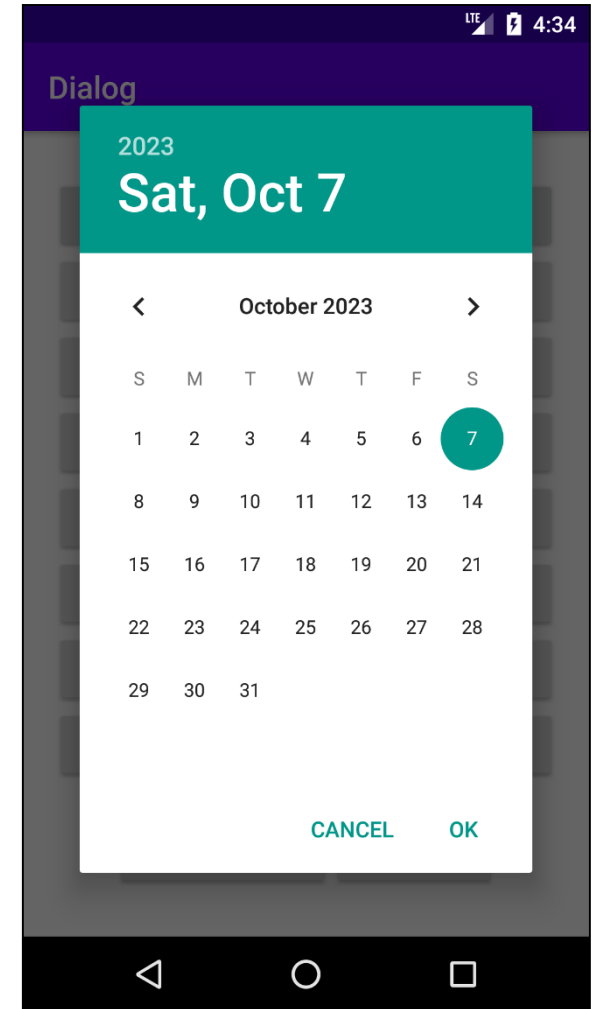 LTE 4:34
Dialog
2023
Sat, Oct 7
October 2023
S M T W T F S
1 2 3 4 5 6 7
8 9 10 11 12 13 14
15 16 17 18 19 20 21
22 23 24 25 26 27 28
29 30 31
CANCEL OK